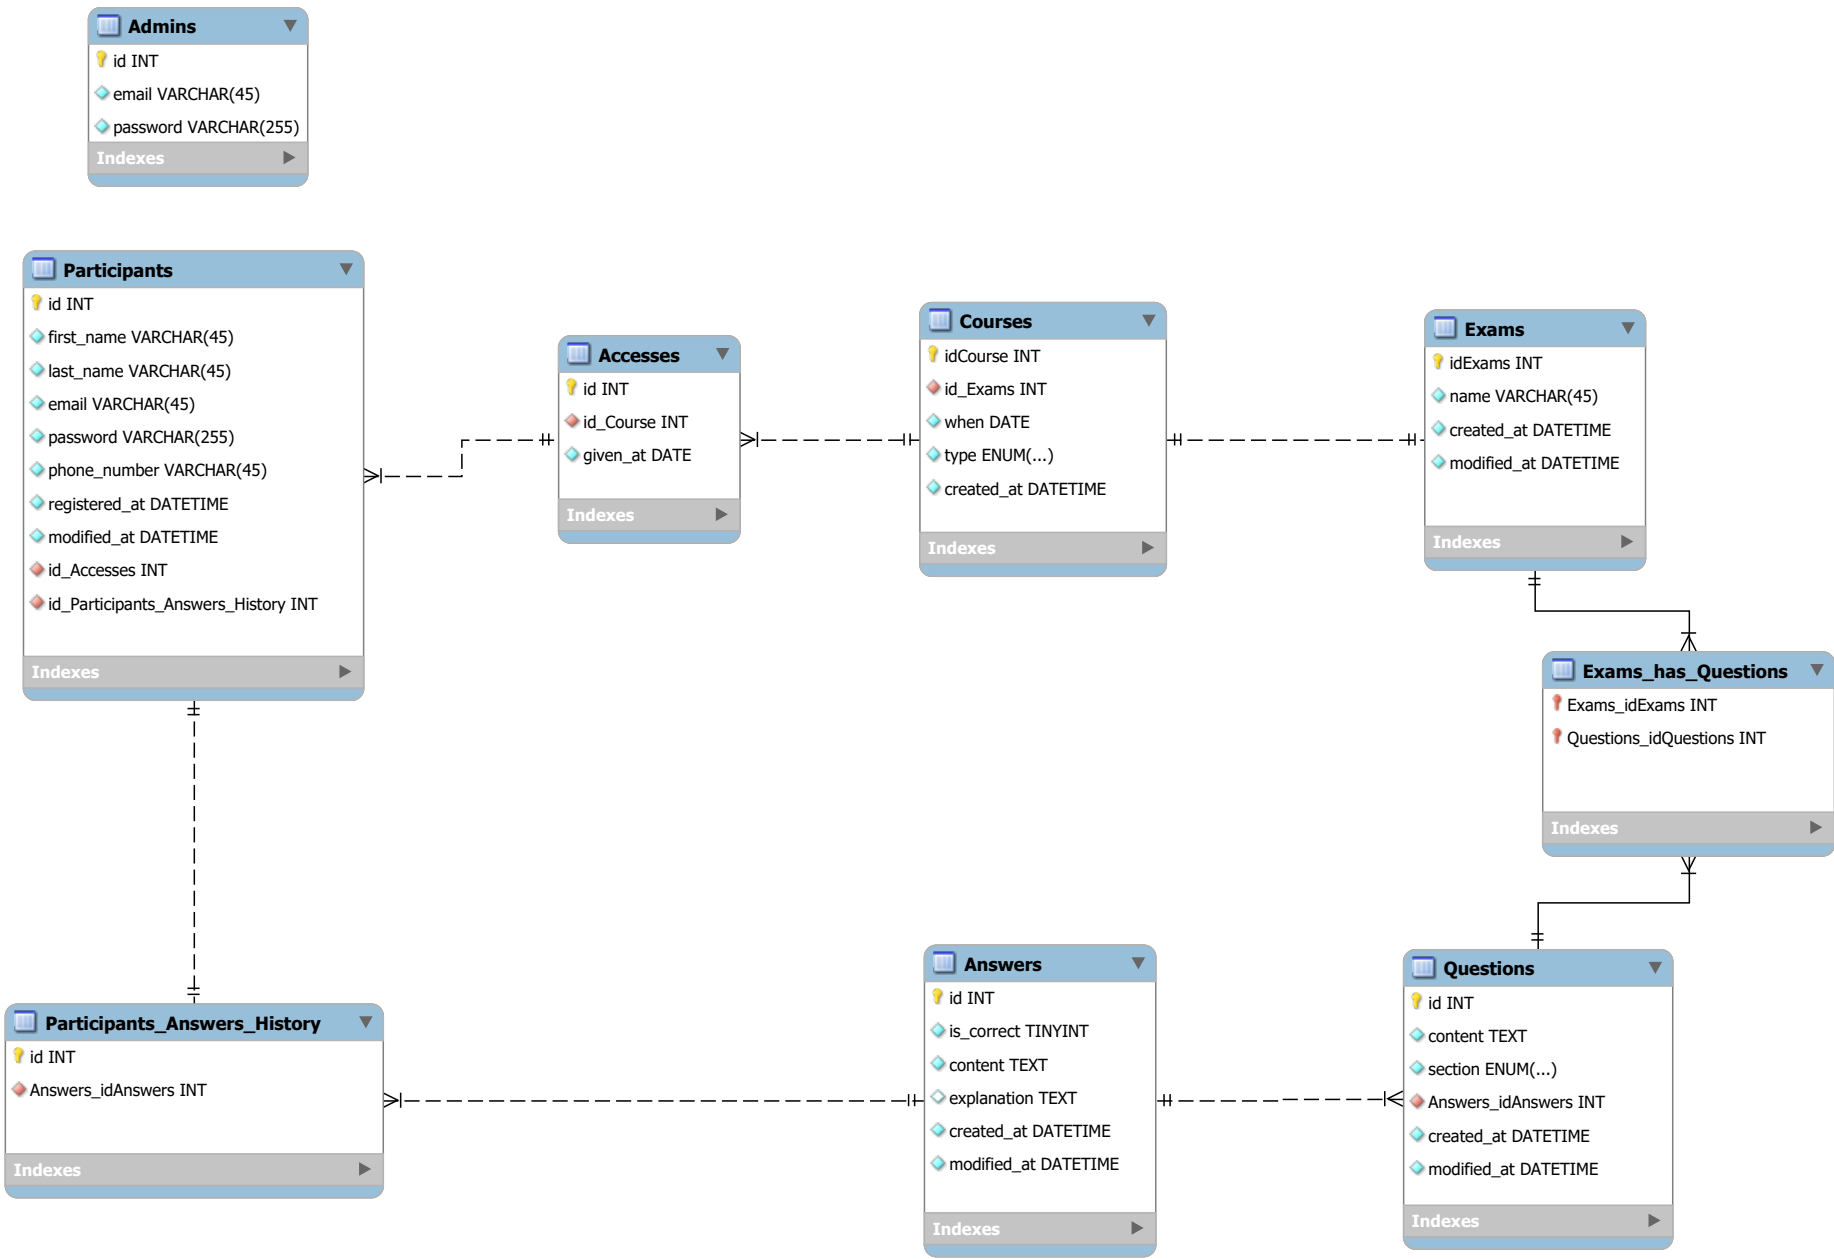 Admins
id INT
email VARCHAR(45)
password VARCHAR(255)
Indexes
Participants
id INT
first_name VARCHAR(45)
last_name VARCHAR(45)
email VARCHAR(45)
password VARCHAR(255)
phone_number VARCHAR(45)
registered_at DATETIME
modified_at DATETIME
id_Accesses INT
id_Participants_Answers_History INT
Indexes
Accesses
id INT
id_Course INT
given_at DATE
Indexes
Courses
idCourse INT
id_Exams INT
when DATE
type ENUM(...)
created_at DATETIME
Indexes
Exams
idExams INT
name VARCHAR(45)
created_at DATETIME
modified_at DATETIME
Indexes
Exams_has_Questions
Exams_idExams INT
Questions_idQuestions INT
Indexes
Participants_Answers_History
id INT
Answers_idAnswers INT
Indexes
Answers
id INT
is_correct TINYINT
content TEXT
explanation TEXT
created_at DATETIME
modified_at DATETIME
Indexes
Questions
id INT
content TEXT
section ENUM(...)
Answers_idAnswers INT
created_at DATETIME
modified_at DATETIME
Indexes